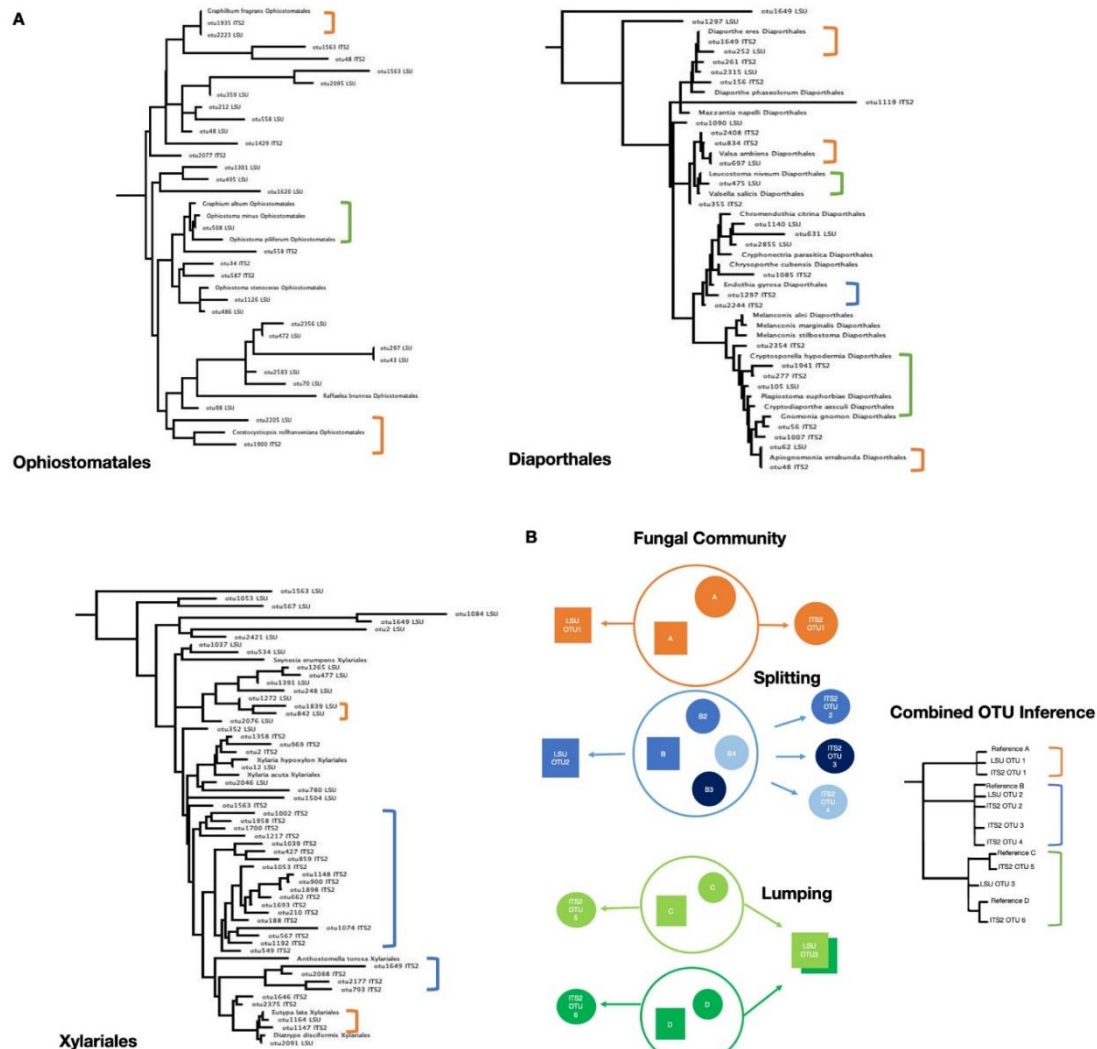 A
Graphilbum fragrans Ophiostomatales
otu1935 ITS2
otu2223 LSU
otu1563 ITS2
otu48 ITS2
otu1563 LSU
otu2095 LSU
otu359 LSU
otu212 LSU
otu558 LSU
otu48 LSU
otu1429 ITS2
otu2077 ITS2
otu1301 LSU
otu495 LSU
otu1620 LSU
Graphium album Ophiostomatales
Ophiostoma minus Ophiostomatales
otu508 LSU
Ophiostoma piliferum Ophiostomatales
otu558 ITS2
otu34 ITS2
otu587 ITS2
Ophiostoma stenoceras Ophiostomatales
otu1126 LSU
otu486 LSU
otu2356 LSU
otu472 LSU
otu297 LSU
otu43 LSU
otu2583 LSU
otu70 LSU
Raffaelea brunnea Ophiostomatales
otu98 LSU
otu2205 LSU
Ceratocystiopsis rollhanseniana Ophiostomatales
otu1900 ITS2
Ophiostomatales
otu1649 LSU
otu1297 LSU
Diaporthe eres Diaporthales
otu1649 ITS2
otu252 LSU
otu261 ITS2
otu2315 LSU
otu156 ITS2
Diaporthe phaseolorum Diaporthales
otu1119 ITS2
Mazzantia napelli Diaporthales
otu1090 LSU
otu2408 ITS2
otu834 ITS2
Valsa ambiens Diaporthales
otu697 LSU
Leucostoma niveum Diaporthales
otu475 LSU
Valsella salicis Diaporthales
otu355 ITS2
Chromendothia citrina Diaporthales
otu1140 LSU
otu631 LSU
otu2855 LSU
Cryphonectria parasitica Diaporthales
Chrysoporthe cubensis Diaporthales
otu1085 ITS2
Endothia gyrosa Diaporthales
otu1297 ITS2
otu2244 ITS2
Melanconis alni Diaporthales
Melanconis marginalis Diaporthales
Melanconis stilbostoma Diaporthales
otu2354 ITS2
Cryptosporella hypodermia Diaporthales
otu1941 ITS2
otu277 ITS2
otu105 LSU
Plagiostoma euphorbiae Diaporthales
Cryptodiaporthe aesculi Diaporthales
Gnomonia gnomon Diaporthales
otu56 ITS2
otu1007 ITS2
otu62 LSU
Apiognomonia errabunda Diaporthales
otu48 ITS2
Diaporthales
otu1563 LSU
otu1053 LSU
otu567 LSU
otu1084 LSU
otu1649 LSU
otu2 LSU
otu2421 LSU
otu1037 LSU
otu534 LSU
Seynesia erumpens Xylariales
otu1265 LSU
otu477 LSU
otu1391 LSU
otu248 LSU
otu1272 LSU
otu1839 LSU
otu842 LSU
otu2076 LSU
otu352 LSU
otu1358 ITS2
otu969 ITS2
otu2 ITS2
Xylaria hypoxylon Xylariales
otu12 LSU
Xylaria acuta Xylariales
otu2046 LSU
otu780 LSU
otu1504 LSU
otu1563 ITS2
otu1002 ITS2
otu1958 ITS2
otu1700 ITS2
otu1217 ITS2
otu1039 ITS2
otu427 ITS2
otu859 ITS2
otu1053 ITS2
otu1148 ITS2
otu900 ITS2
otu1898 ITS2
otu662 ITS2
otu1693 ITS2
otu210 ITS2
otu188 ITS2
otu1074 ITS2
otu567 ITS2
otu1192 ITS2
otu549 ITS2
Anthostomella torosa Xylariales
otu1649 ITS2
otu2088 ITS2
otu2177 ITS2
otu793 ITS2
otu1646 ITS2
otu2375 ITS2
Eutypa lata Xylariales
otu1164 LSU
otu1147 ITS2
Diatrype disciformis Xylariales
otu2091 LSU
Xylariales
B
Fungal Community
LSU
OTU1
A
A
ITS2
OTU1
Splitting
LSU
OTU2
B
B2
B4
B3
ITS2
OTU
2
ITS2
OTU
3
ITS2
OTU
4
Lumping
ITS2
OTU
5
C
C
LSU
OTU3
ITS2
OTU
6
D
D
Combined OTU Inference
Reference A
LSU OTU 1
ITS2 OTU 1
Reference B
LSU OTU 2
ITS2 OTU 2
ITS2 OTU 3
ITS2 OTU 4
Reference C
ITS2 OTU 5
LSU OTU 3
Reference D
ITS2 OTU 6